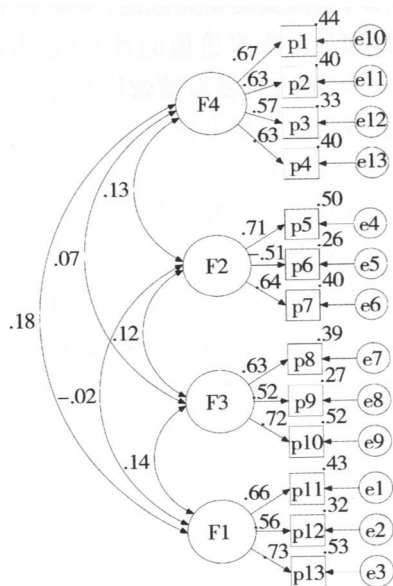 .44
.67 p1 e10
.40
.63 p2 e11
.33
F4 .57 p3 e12
.40
.63 p4 e13
.13
.50
.71 p5 e4
.26
–.51 p6 e5
F2
.40
.64 p7 e6
.07
.18
.12
.39
.63 p8 e7
.27
–.02
F3 .52 p9 e8
.52
.72 p10 e9
.14
.43
.66 p11 e1
.32
F1 .56 p12 e2
.53
.73 p13 e3